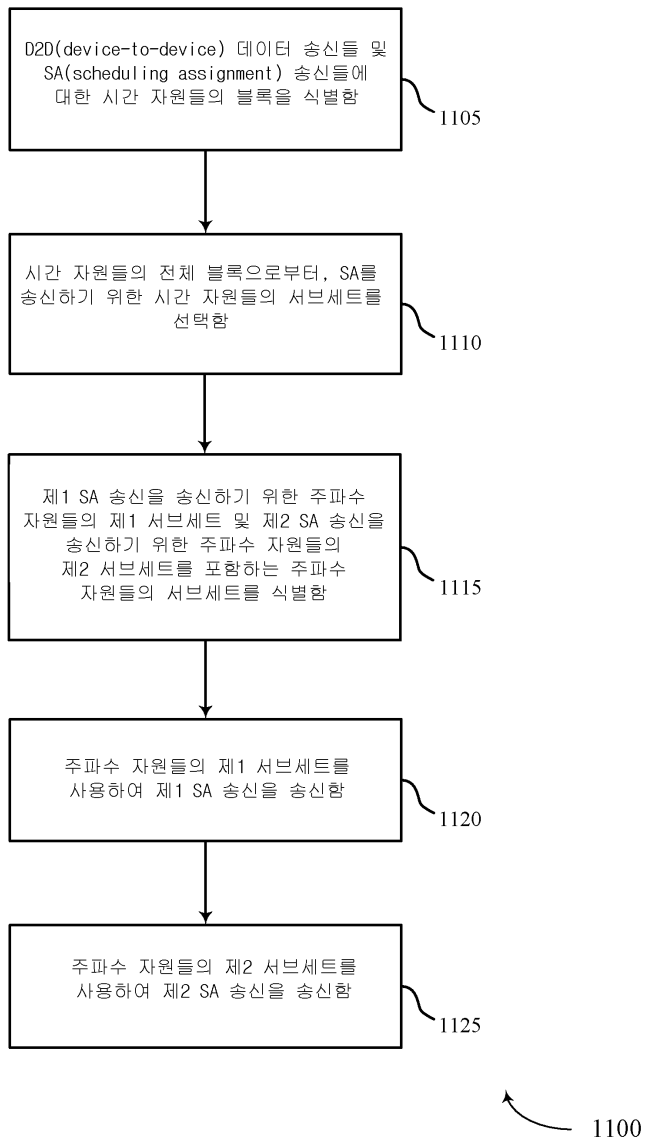 D2D(device-to-device) 데이터 송신들 및
SA(scheduling assignment) 송신들에
대한 시간 자원들의 블록을 식별함
1105
시간 자원들의 전체 블록으로부터, SA를
송신하기 위한 시간 자원들의 서브세트를
선택함
1110
제1 SA 송신을 송신하기 위한 주파수
자원들의 제1 서브세트 및 제2 SA 송신을
송신하기 위한 주파수 자원들의
제2 서브세트를 포함하는 주파수
자원들의 서브세트를 식별함
1115
주파수 자원들의 제1 서브세트를
사용하여 제1 SA 송신을 송신함
1120
주파수 자원들의 제2 서브세트를
사용하여 제2 SA 송신을 송신함
1125
1100